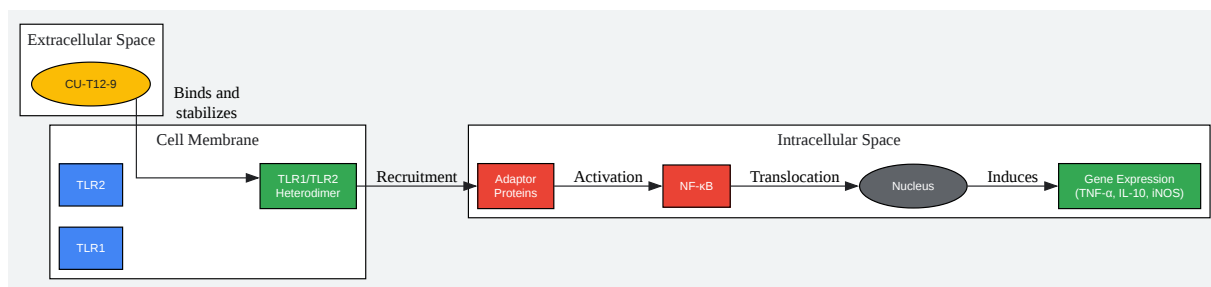 Extracellular Space
CU-T12-9
Binds and
stabilizes
Cell Membrane
TLR2
TLR1/TLR2
Heterodimer
TLR1
Recruitment
Intracellular Space
Adaptor
Proteins
Activation
NF-κB
Translocation
Nucleus
Induces
Gene Expression
(TNF-α, IL-10, iNOS)